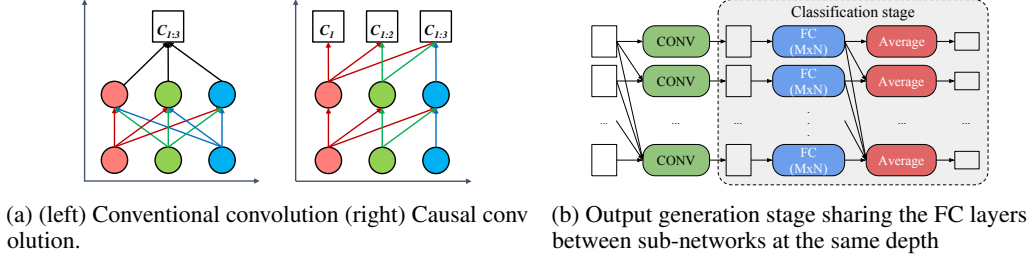 C1:3
C1 C1:2 C1:3
Classification stage
CONV FC Average
(MxN)
CONV FC Average
(MxN)
... ... ... ... ...
CONV FC Average
(MxN)
(a) (left) Conventional convolution (right) Causal conv
olution.
(b) Output generation stage sharing the FC layers
between sub-networks at the same depth